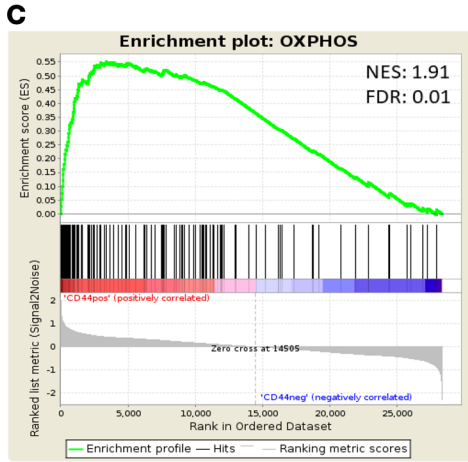 C
Enrichment plot: OXPHOS
NES: 1.91
FDR: 0.01
Enrichment score (ES)
0.55
0.50
0.45
0.40
0.35
0.30
0.25
0.20
0.15
0.10
0.05
0.00
'CD44pos' (positively correlated)
Ranked list metric (Signal2Noise)
2
1
0
-1
-2
Zero cross at 14505
'CD44neg' (negatively correlated)
0 5,000 10,000 15,000 20,000 25,000
Rank in Ordered Dataset
Enrichment profile Hits Ranking metric scores